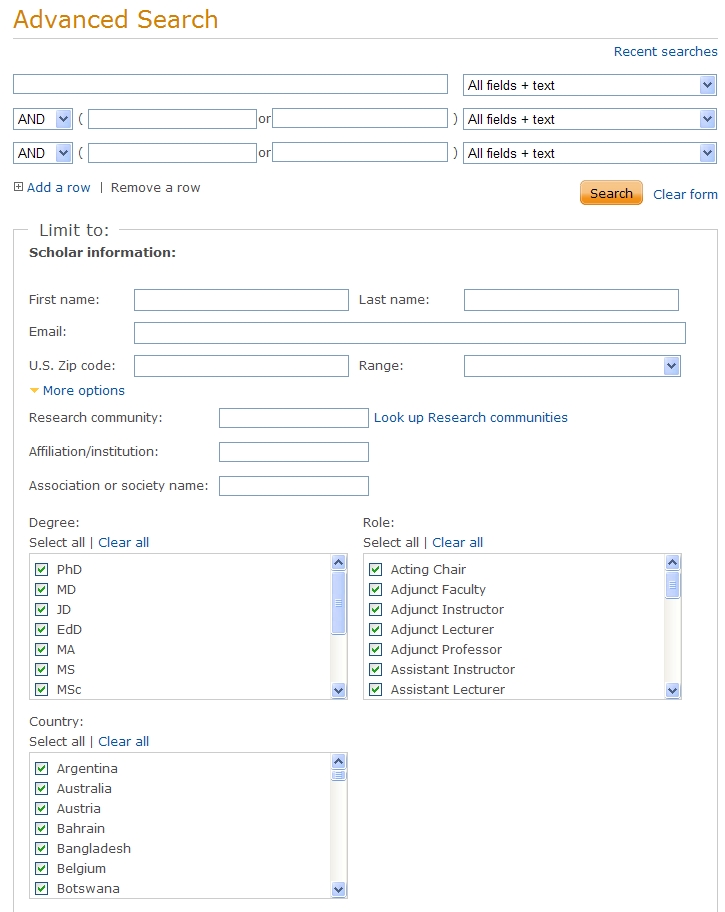 Advanced Search
Recent searches
All fields + text
AND ( or ) All fields + text
AND ( or ) All fields + text
Add a row | Remove a row
Search Clear form
Limit to:
Scholar information:
First name: Last name:
Email:
U.S. Zip code: Range:
More options
Research community: Look up Research communities
Affiliation/institution:
Association or society name:
Degree: Role:
Select all | Clear all Select all | Clear all
PhD Acting Chair
MD Adjunct Faculty
JD Adjunct Instructor
EdD Adjunct Lecturer
MA Adjunct Professor
MS Assistant Instructor
MSc Assistant Lecturer
Country:
Select all | Clear all
Argentina
Australia
Austria
Bahrain
Bangladesh
Belgium
Botswana